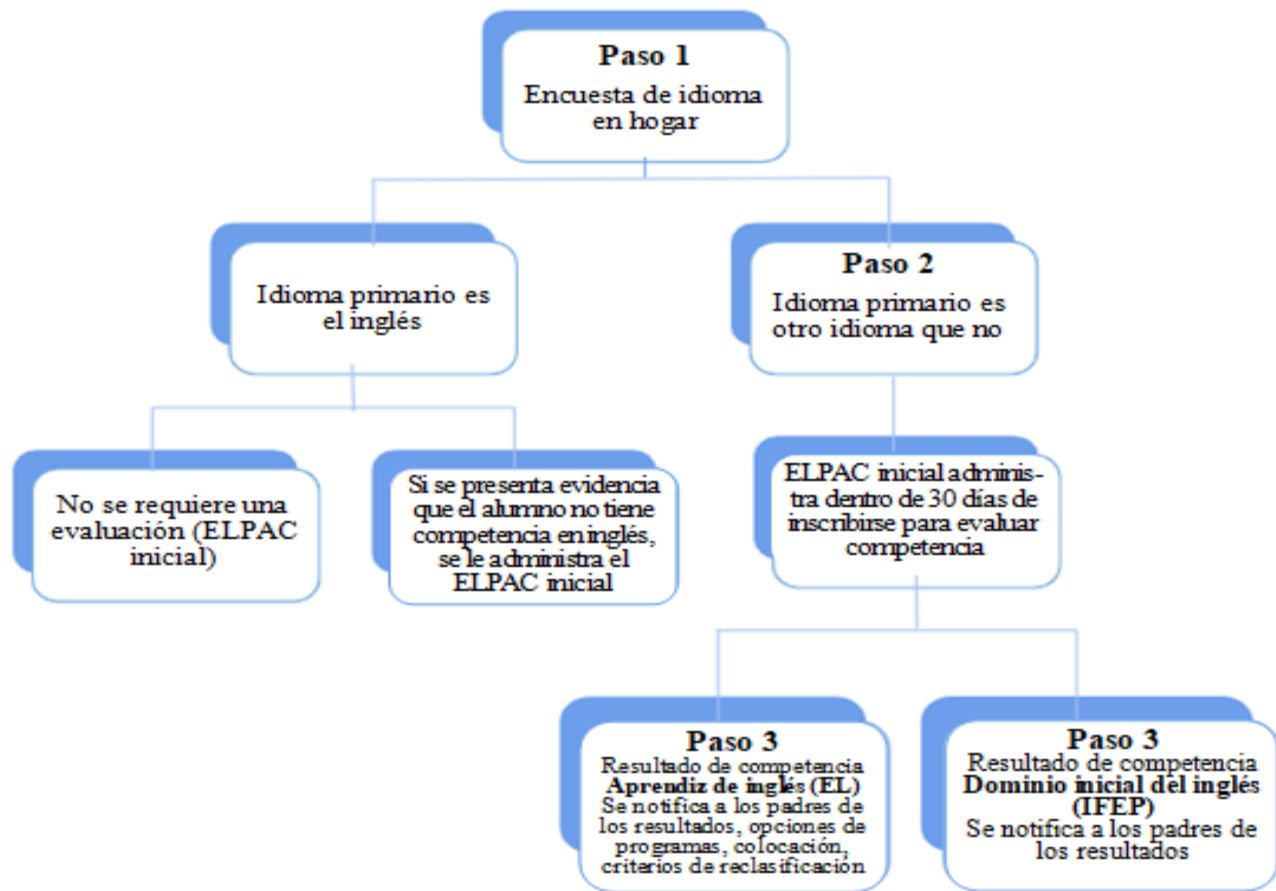 Paso 1
Encuesta de idioma
en hogar
Idioma primario es
el inglés
Paso 2
Idioma primario es
otro idioma que no
No se requiere una
evaluación (ELPAC
inicial)
Si se presenta evidencia
que el alumno no tiene
competencia en inglés,
se le administra el
ELPAC inicial
ELPAC inicial adminis-
tra dentro de 30 días de
inscribirse para evaluar
competencia
Paso 3
Resultado de competencia
Aprendiz de inglés (EL)
Se notifica a los padres de
los resultados, opciones de
programas, colocación,
criterios de reclasificación
Paso 3
Resultado de competencia
Dominio inicial del inglés
(IFEP)
Se notifica a los padres de
los resultados